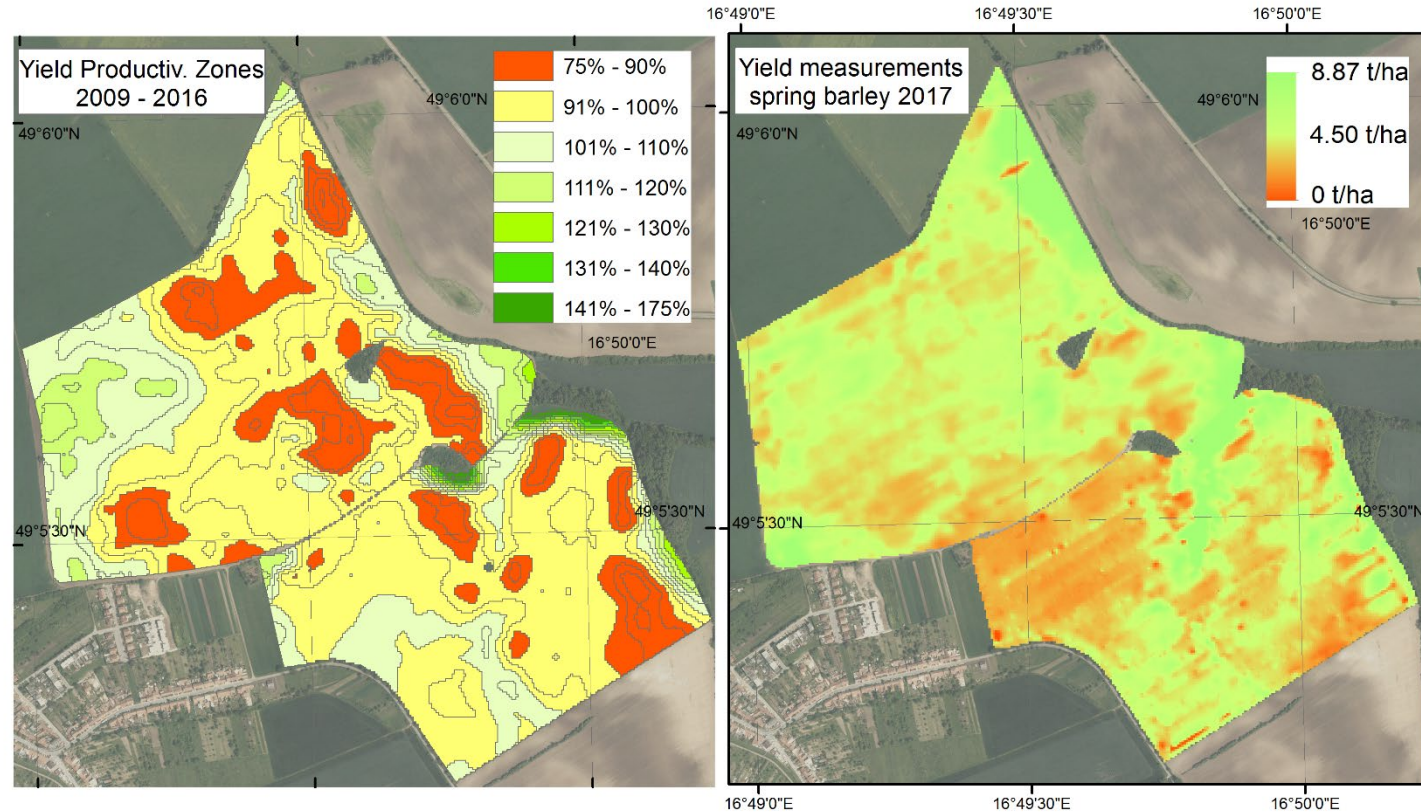 16°49'0"E
16°49'30"E
16°50'0"E
Yield Productiv. Zones
2009 - 2016
75% - 90%
91% - 100%
101% - 110%
111% - 120%
121% - 130%
131% - 140%
141% - 175%
49°6'0"N
49°6'0"N
16°50'0"E
49°5'30"N
49°5'30"N
Yield measurements
spring barley 2017
8.87 t/ha
4.50 t/ha
0 t/ha
49°6'0"N
16°50'0"E
49°5'30"N
49°5'30"N
16°49'0"E
16°49'30"E
16°50'0"E